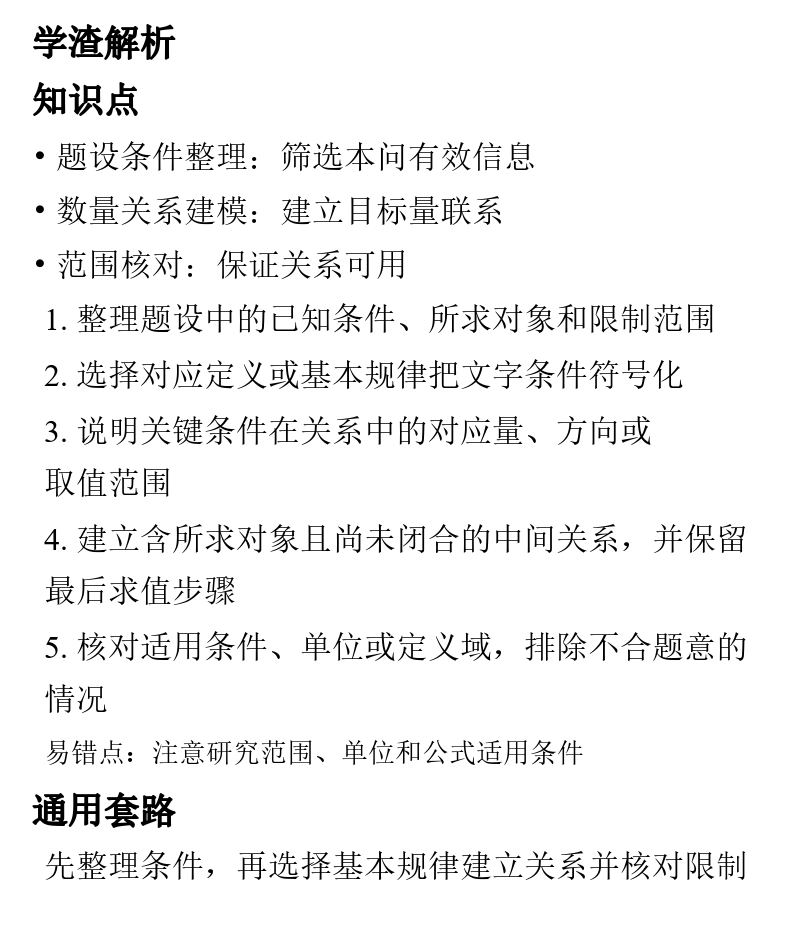 学渣解析
知识点
• 题设条件整理：筛选本问有效信息
• 数量关系建模：建立目标量联系
• 范围核对：保证关系可用
1. 整理题设中的已知条件、所求对象和限制范围
2. 选择对应定义或基本规律把文字条件符号化
3. 说明关键条件在关系中的对应量、方向或
取值范围
4. 建立含所求对象且尚未闭合的中间关系，并保留
最后求值步骤
5. 核对适用条件、单位或定义域，排除不合题意的
情况
易错点：注意研究范围、单位和公式适用条件
通用套路
先整理条件，再选择基本规律建立关系并核对限制